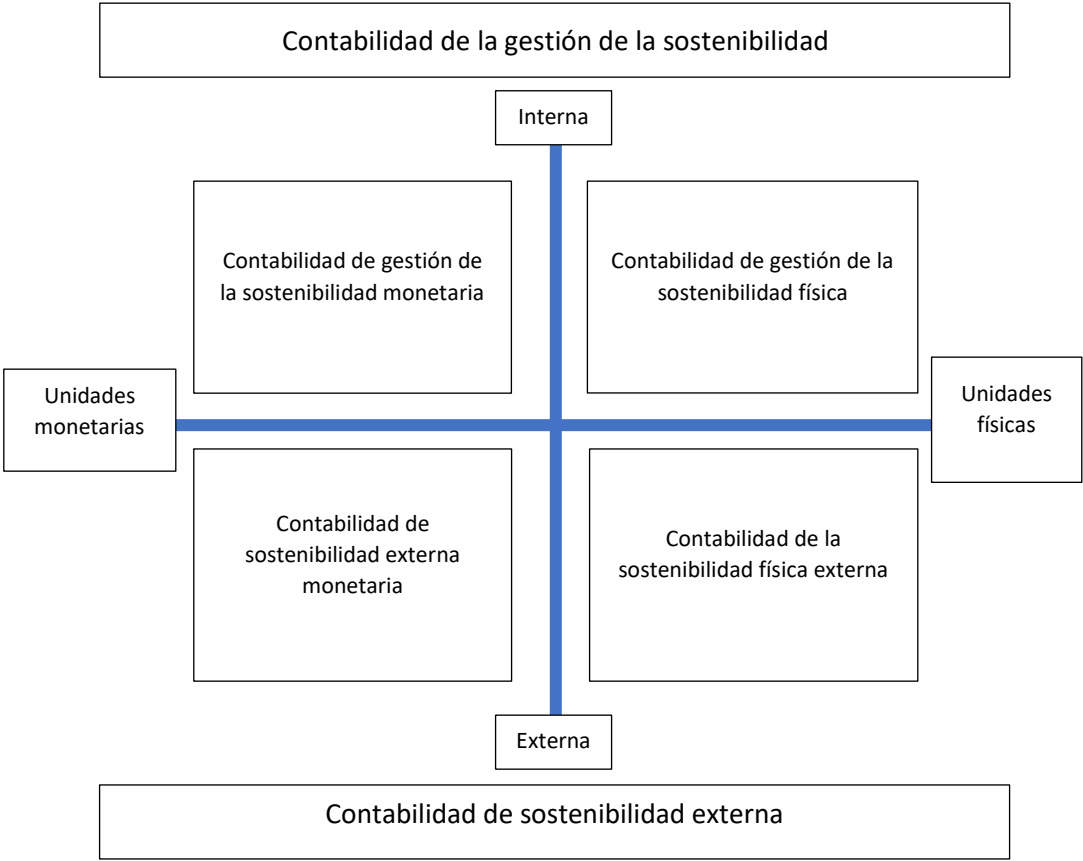 Contabilidad de la gestión de la sostenibilidad
Interna
Contabilidad de gestión de
la sostenibilidad monetaria
Contabilidad de gestión de la
sostenibilidad física
Unidades
monetarias
Unidades
físicas
Contabilidad de
sostenibilidad externa
monetaria
Contabilidad de la
sostenibilidad física externa
Externa
Contabilidad de sostenibilidad externa